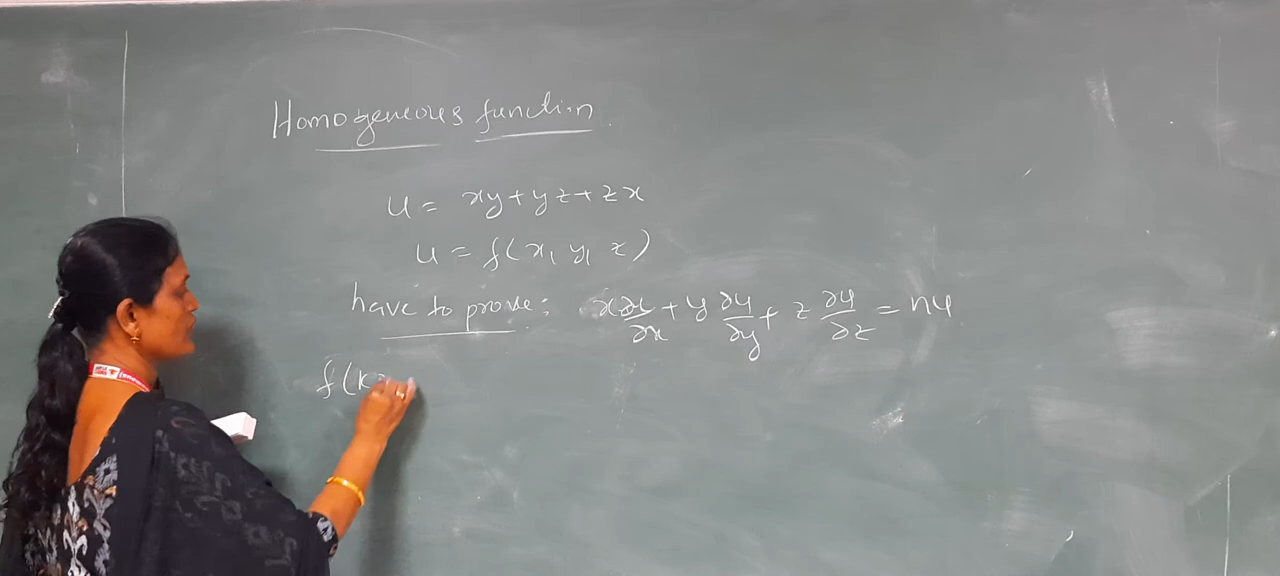 Homogeneous function.
u = xy + yz + zx
u = f(x, y, z)
have to prove : x ∂u/∂x + y ∂u/∂y + z ∂u/∂z = nu
f(k